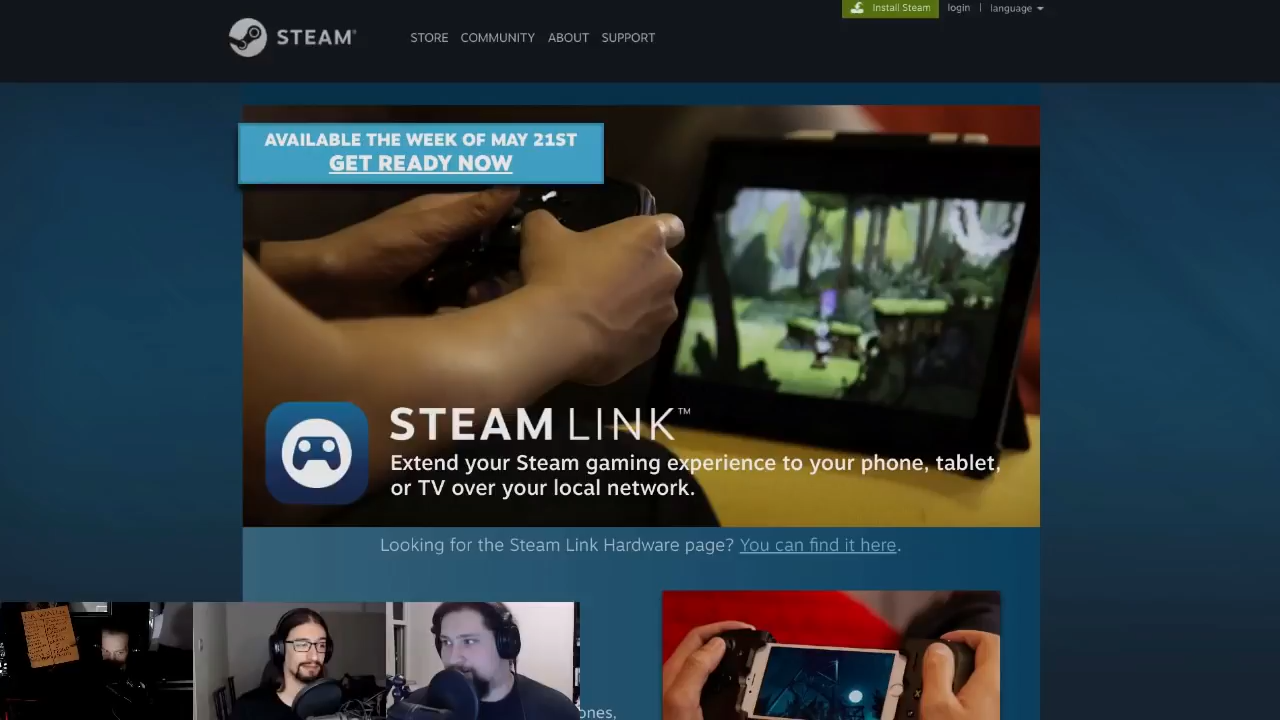 Install Steam
login | language
STEAM
STORE COMMUNITY ABOUT SUPPORT
AVAILABLE THE WEEK OF MAY 21ST
GET READY NOW
STEAM LINK™
Extend your Steam gaming experience to your phone, tablet,
or TV over your local network.
Looking for the Steam Link Hardware page? You can find it here.
ones,